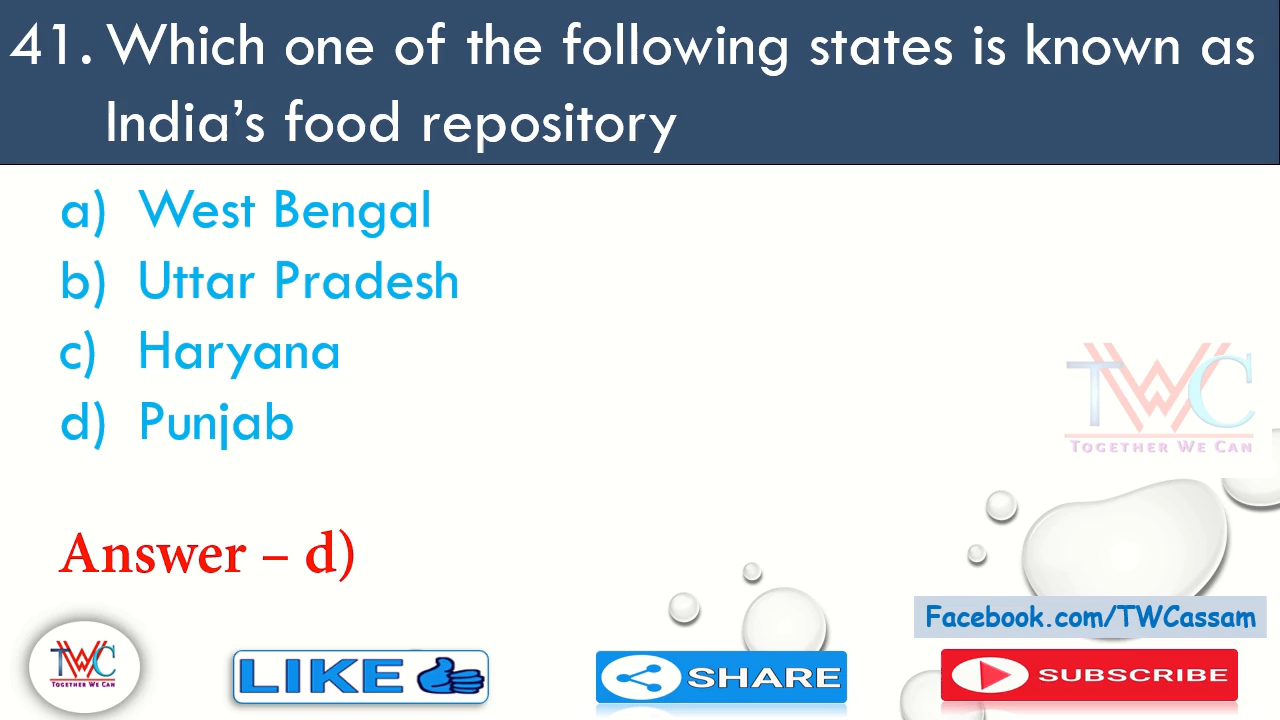 41. Which one of the following states is known as
India's food repository
a) West Bengal
b) Uttar Pradesh
c) Haryana
d) Punjab
TWC
TOGETHER WE CAN
Answer – d)
Facebook.com/TWCassam
TWC
TOGETHER WE CAN
LIKE
SHARE
SUBSCRIBE